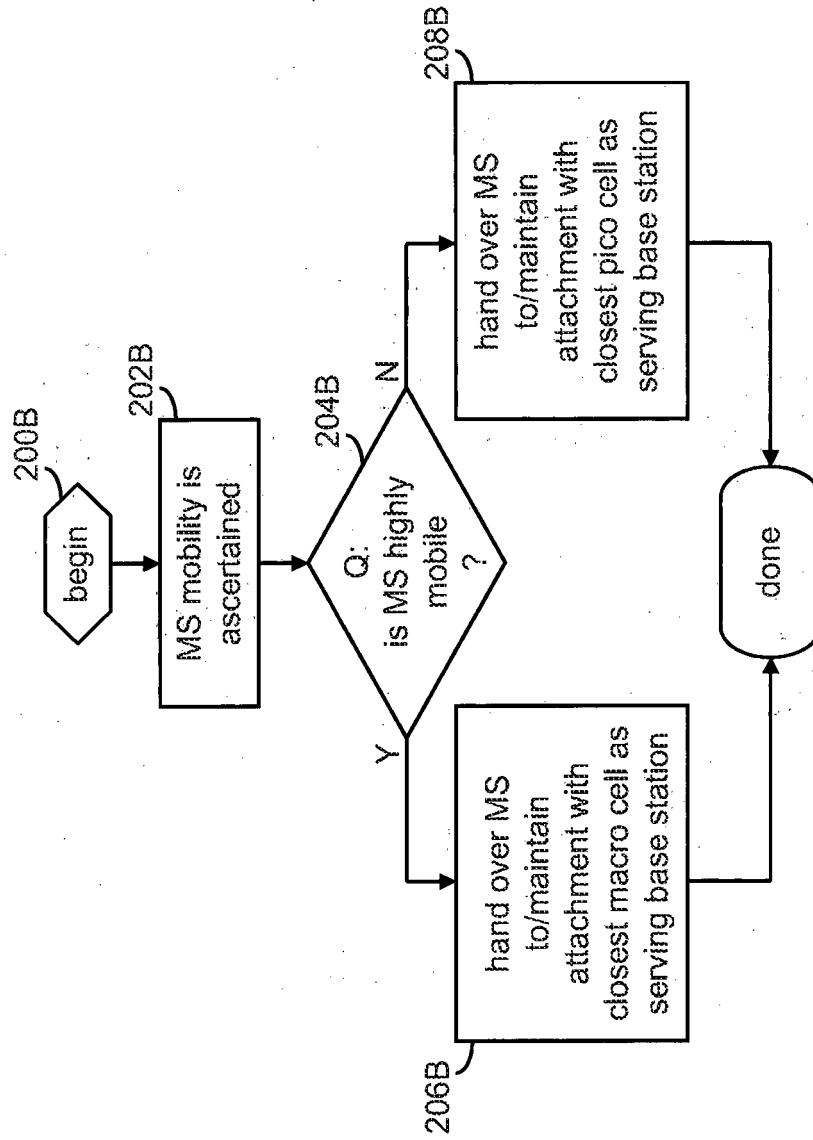 200B
begin
202B
MS mobility is
ascertained
204B
Q:
is MS highly
mobile
?
Y
N
206B
hand over MS
to/maintain
attachment with
closest macro cell as
serving base station
208B
hand over MS
to/maintain
attachment with
closest pico cell as
serving base station
done